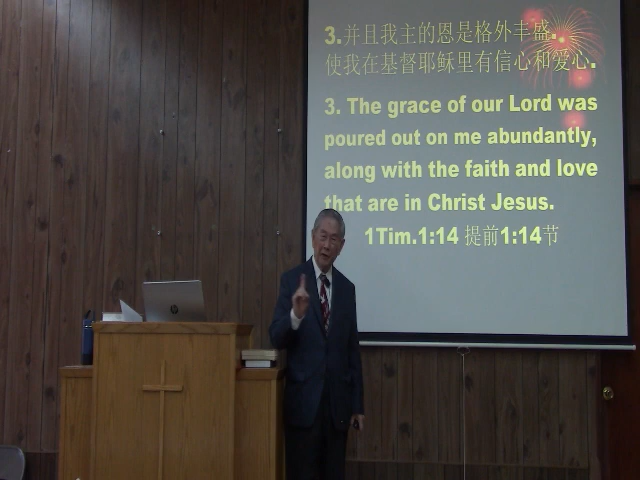 3.并且我主的恩是格外丰盛.
使我在基督耶稣里有信心和爱心.
3. The grace of our Lord was
poured out on me abundantly,
along with the faith and love
that are in Christ Jesus.
1Tim.1:14 提前1:14节
hp